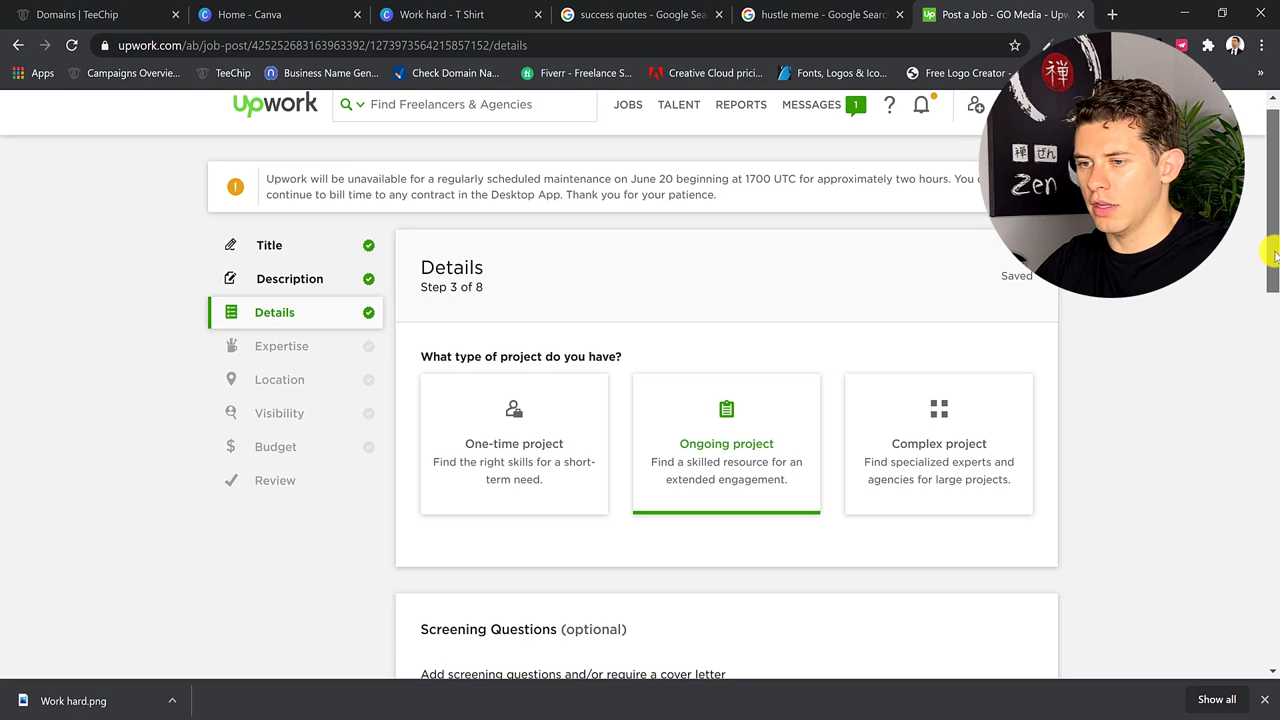 Domains | TeeChip
Home - Canva
Work hard - T Shirt
success quotes - Google Sea
hustle meme - Google Searc
Post a Job - GO Media - Upw
upwork.com/ab/job-post/425252683163963392/1273973564215857152/details
Apps
Campaigns Overvie...
TeeChip
Business Name Gen...
Check Domain Na...
Fiverr - Freelance S...
Creative Cloud pric...
Fonts, Logos & Ico...
Free Logo Creator
upwork
Find Freelancers & Agencies
JOBS
TALENT
REPORTS
MESSAGES
1
Upwork will be unavailable for a regularly scheduled maintenance on June 20 beginning at 1700 UTC for approximately two hours. You
continue to bill time to any contract in the Desktop App. Thank you for your patience.
Title
Description
Details
Expertise
Location
Visibility
Budget
Review
Details
Step 3 of 8
Saved
What type of project do you have?
One-time project
Find the right skills for a short-
term need.
Ongoing project
Find a skilled resource for an
extended engagement.
Complex project
Find specialized experts and
agencies for large projects.
Screening Questions (optional)
Add screening questions and/or require a cover letter
禅
禅 ぜん
Zen
Work hard.png
Show all